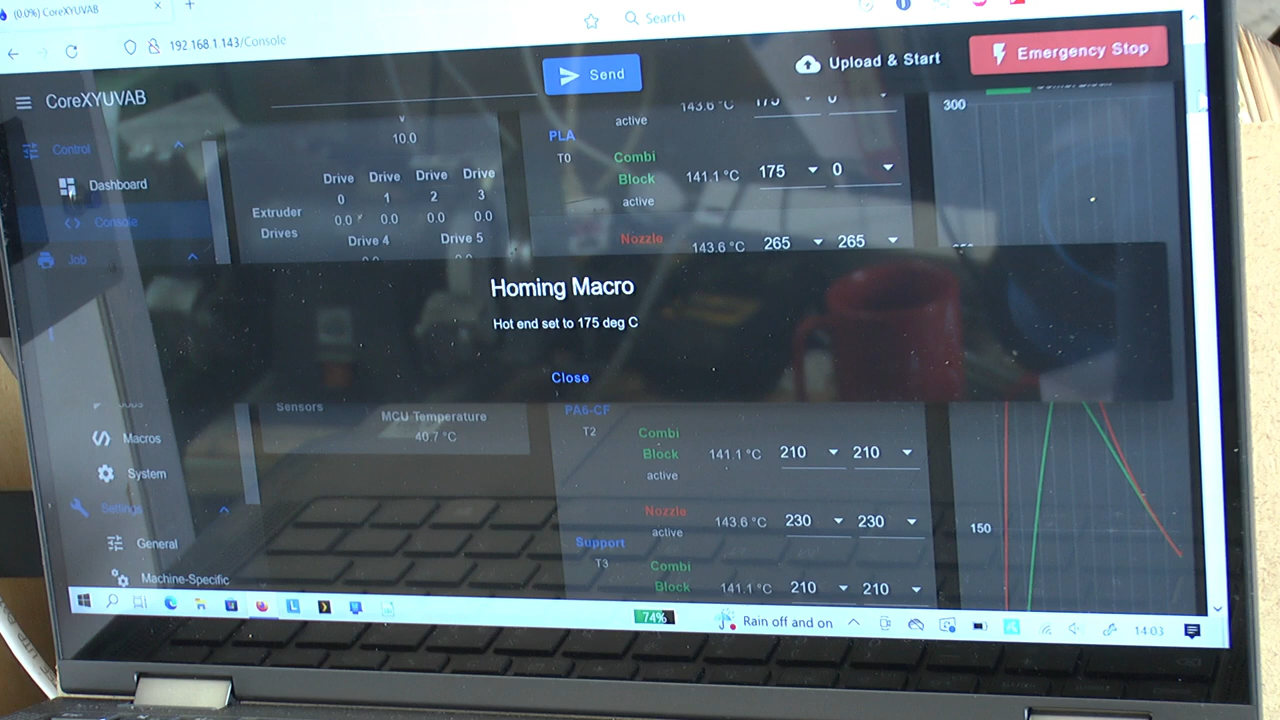 (0.0%) CoreXYUVAB
Search
192.168.1.143/Console
CoreXYUVAB
Send
Upload & Start
Emergency Stop
Control
Dashboard
Console
Job
Macros
System
Settings
General
Machine-Specific
10.0
Drive Drive Drive Drive
0 1 2 3
Extruder Drives
0.0 0.0 0.0 0.0
Drive 4 Drive 5
Sensors
MCU Temperature
40.7 °C
143.6 °C
active
PLA
T0
Combi
Block
active
141.1 °C 175 0
Nozzle 143.6 °C 265 265
Homing Macro
Hot end set to 175 deg C
Close
PA6-CF
T2
Combi
Block
active
141.1 °C 210 210
Nozzle
active
143.6 °C 230 230
Support
T3
Combi
Block
141.1 °C 210 210
300
150
74%
Rain off and on
14:03